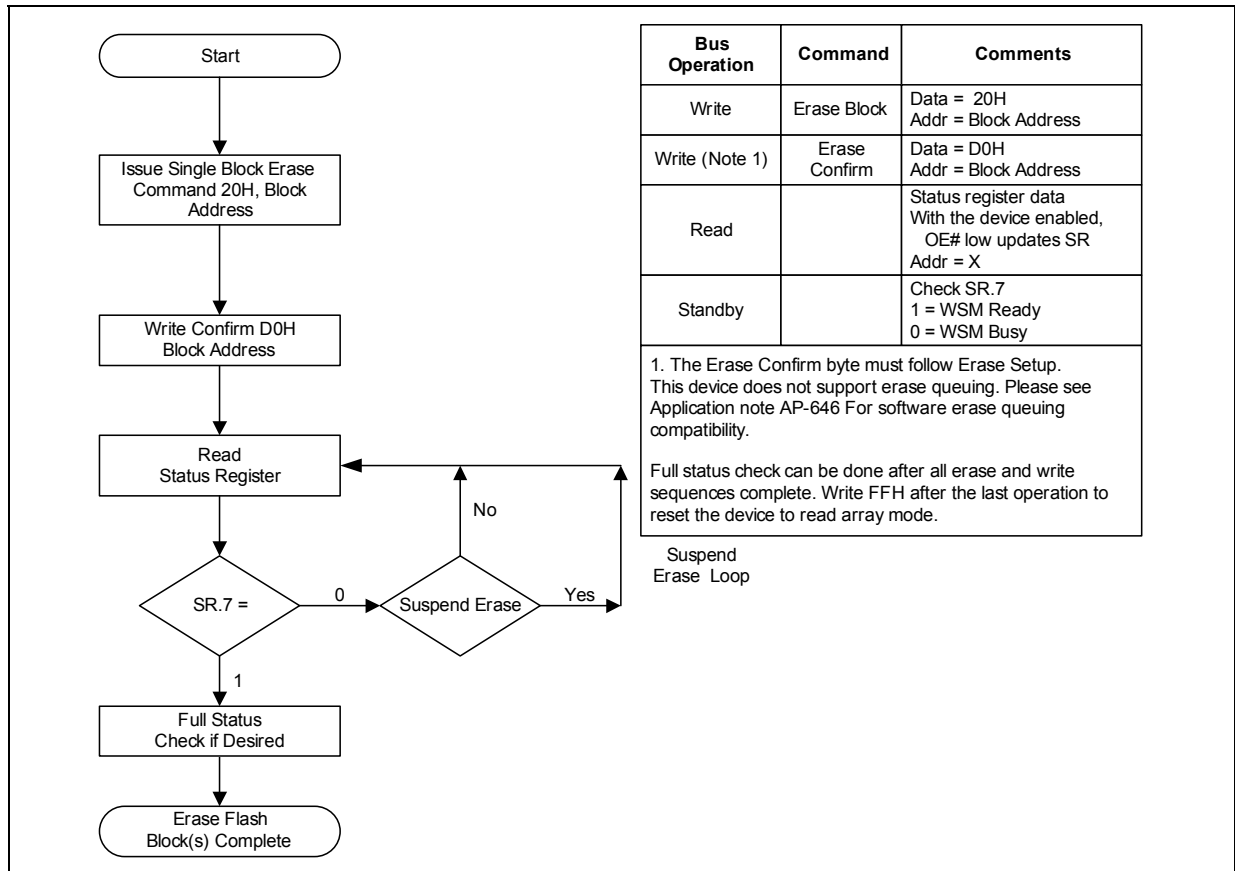 Start
Issue Single Block Erase
Command 20H, Block
Address
Write Confirm D0H
Block Address
Read
Status Register
No
SR.7 =
0
Suspend Erase
Yes
1
Full Status
Check if Desired
Erase Flash
Block(s) Complete
Bus
Operation
Command
Comments
Write
Erase Block
Data = 20H
Addr = Block Address
Write (Note 1)
Erase
Confirm
Data = D0H
Addr = Block Address
Read
Status register data
With the device enabled,
OE# low updates SR
Addr = X
Standby
Check SR.7
1 = WSM Ready
0 = WSM Busy
1. The Erase Confirm byte must follow Erase Setup.
This device does not support erase queuing. Please see
Application note AP-646 For software erase queuing
compatibility.
Full status check can be done after all erase and write
sequences complete. Write FFH after the last operation to
reset the device to read array mode.
Suspend
Erase Loop